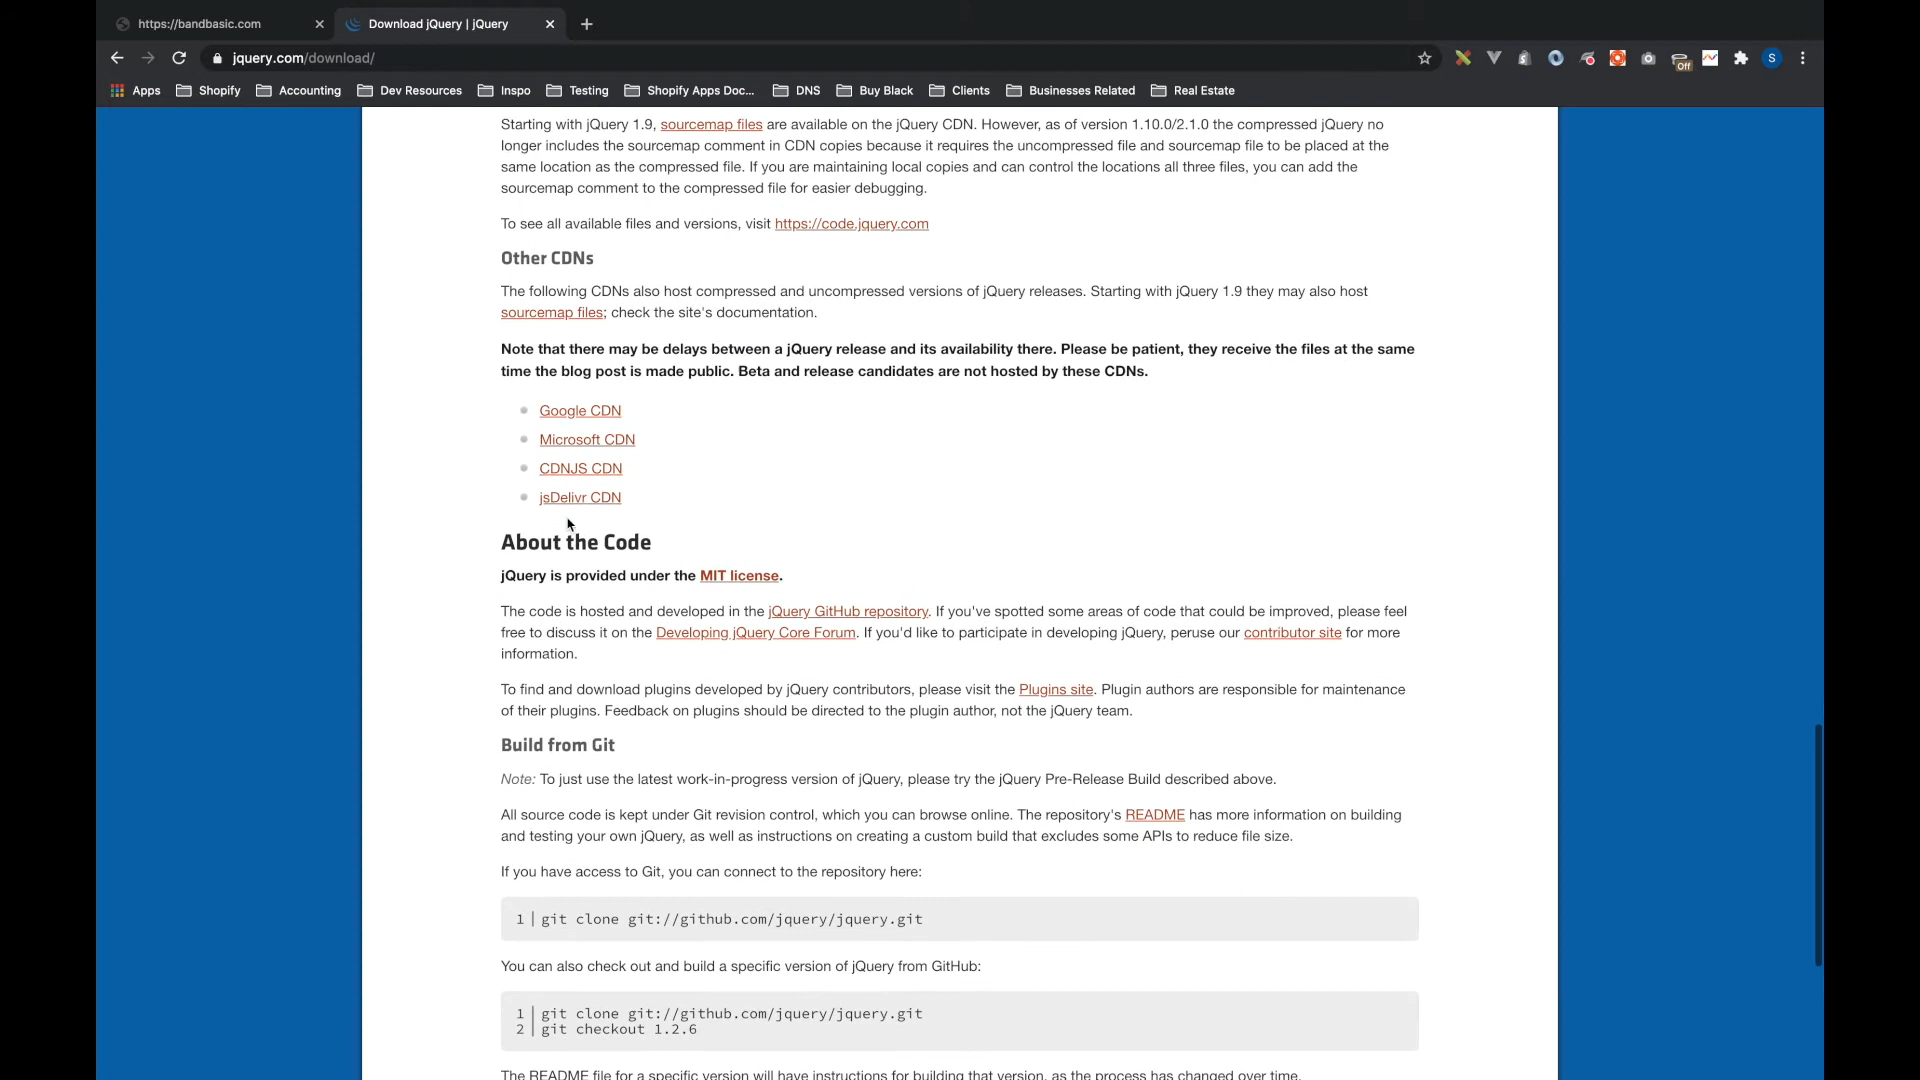 https://bandbasic.com
Download jQuery | jQuery
jquery.com/download/
S
Off
Apps Shopify Accounting Dev Resources Inspo Testing Shopify Apps Doc... DNS Buy Black Clients Businesses Related Real Estate
Starting with jQuery 1.9, sourcemap files are available on the jQuery CDN. However, as of version 1.10.0/2.1.0 the compressed jQuery no
longer includes the sourcemap comment in CDN copies because it requires the uncompressed file and sourcemap file to be placed at the
same location as the compressed file. If you are maintaining local copies and can control the locations all three files, you can add the
sourcemap comment to the compressed file for easier debugging.
To see all available files and versions, visit https://code.jquery.com
Other CDNs
The following CDNs also host compressed and uncompressed versions of jQuery releases. Starting with jQuery 1.9 they may also host
sourcemap files; check the site's documentation.
Note that there may be delays between a jQuery release and its availability there. Please be patient, they receive the files at the same
time the blog post is made public. Beta and release candidates are not hosted by these CDNs.
Google CDN
Microsoft CDN
CDNJS CDN
jsDelivr CDN
About the Code
jQuery is provided under the MIT license.
The code is hosted and developed in the jQuery GitHub repository. If you've spotted some areas of code that could be improved, please feel
free to discuss it on the Developing jQuery Core Forum. If you'd like to participate in developing jQuery, peruse our contributor site for more
information.
To find and download plugins developed by jQuery contributors, please visit the Plugins site. Plugin authors are responsible for maintenance
of their plugins. Feedback on plugins should be directed to the plugin author, not the jQuery team.
Build from Git
Note: To just use the latest work-in-progress version of jQuery, please try the jQuery Pre-Release Build described above.
All source code is kept under Git revision control, which you can browse online. The repository's README has more information on building
and testing your own jQuery, as well as instructions on creating a custom build that excludes some APIs to reduce file size.
If you have access to Git, you can connect to the repository here:
1 git clone git://github.com/jquery/jquery.git
You can also check out and build a specific version of jQuery from GitHub:
1 git clone git://github.com/jquery/jquery.git
2 git checkout 1.2.6
The README file for a specific version will have instructions for building that version, as the process has changed over time.